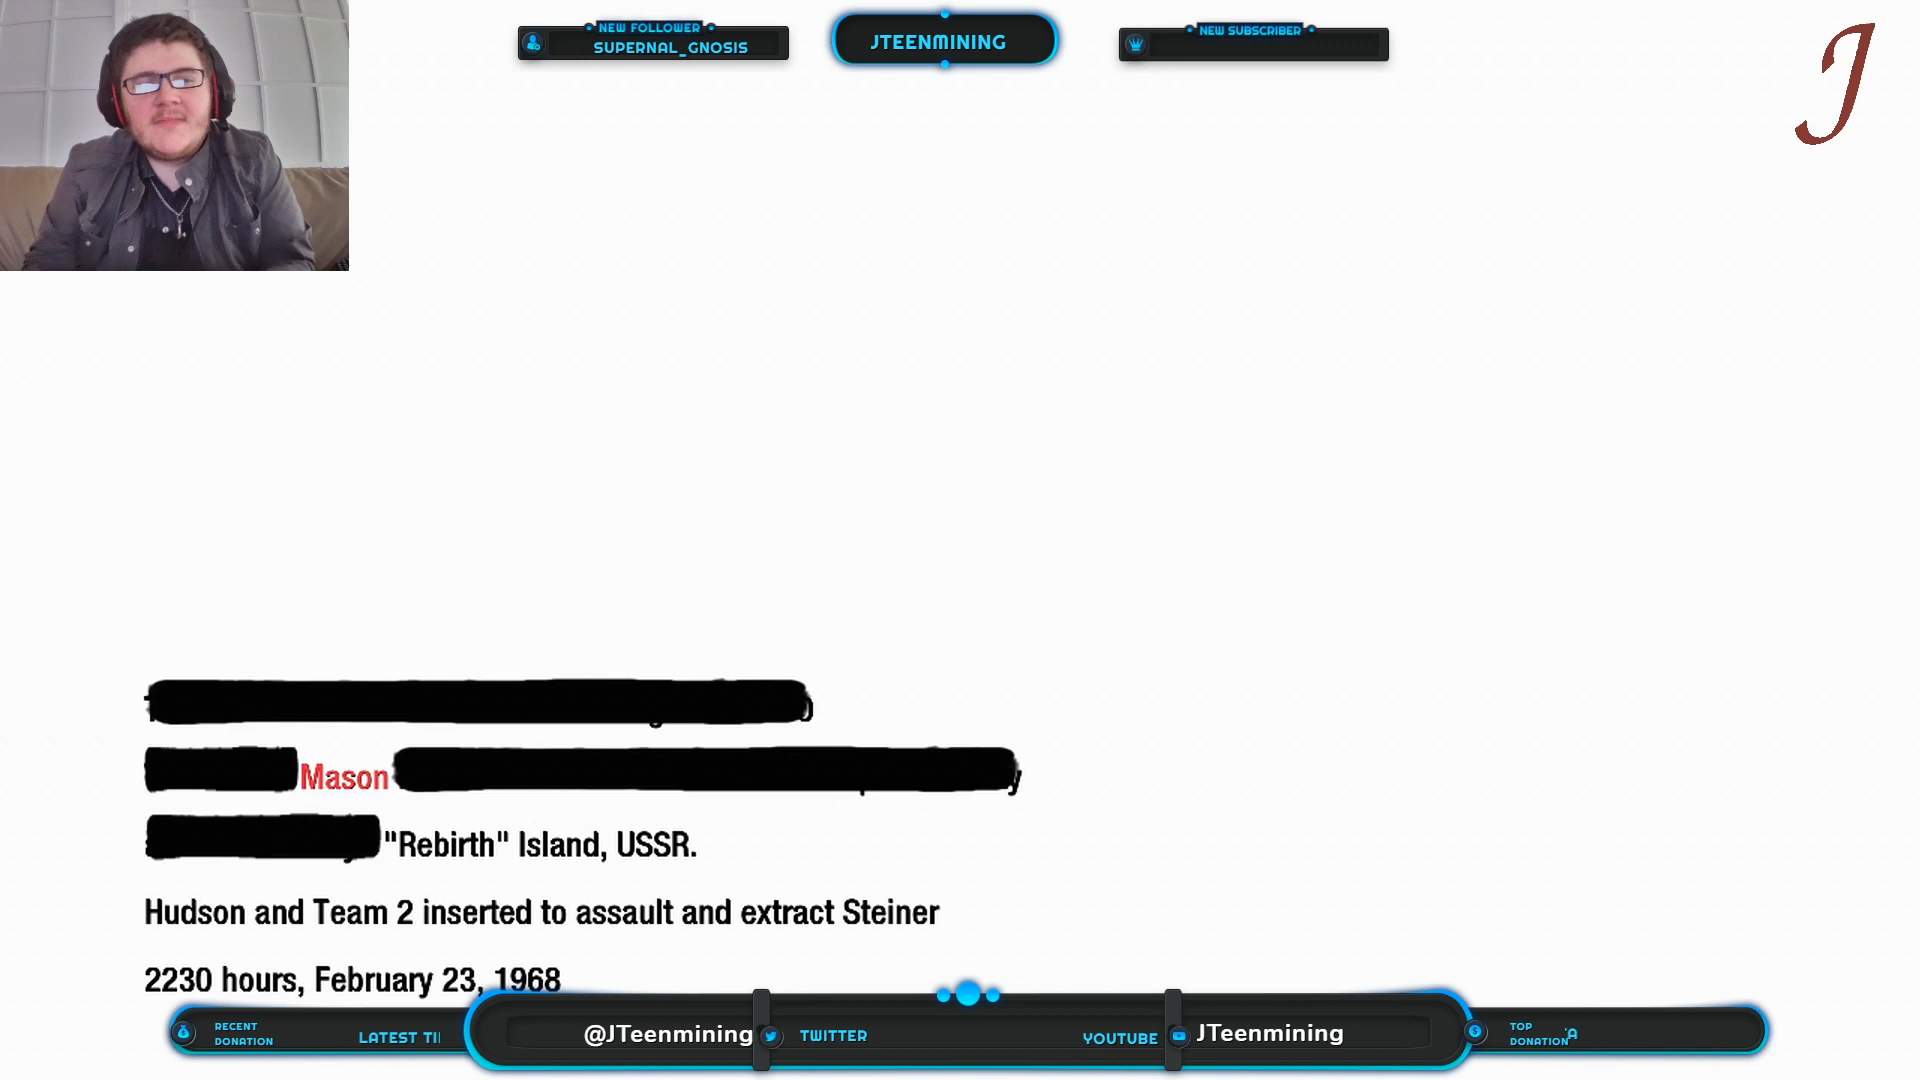 NEW FOLLOWER
SUPERNAL_GNOSIS
JTEENMINING
NEW SUBSCRIBER
J
Mason
"Rebirth" Island, USSR.
Hudson and Team 2 inserted to assault and extract Steiner
2230 hours, February 23, 1968
RECENT
DONATION
LATEST TI
@JTeenmining
TWITTER
YOUTUBE
JTeenmining
TOP
DONATION